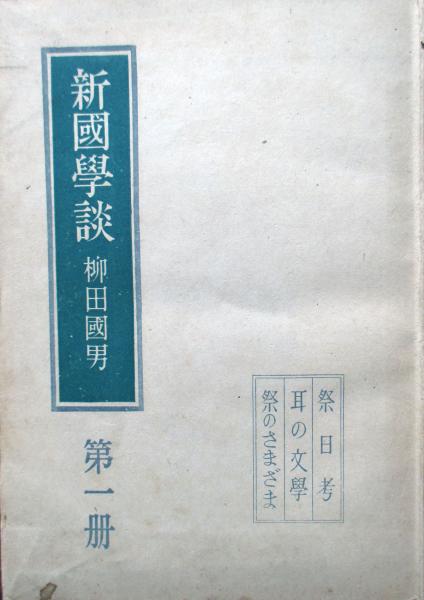 祭日考
耳の文學
祭のさまざま
新國學談 柳田國男
第一册